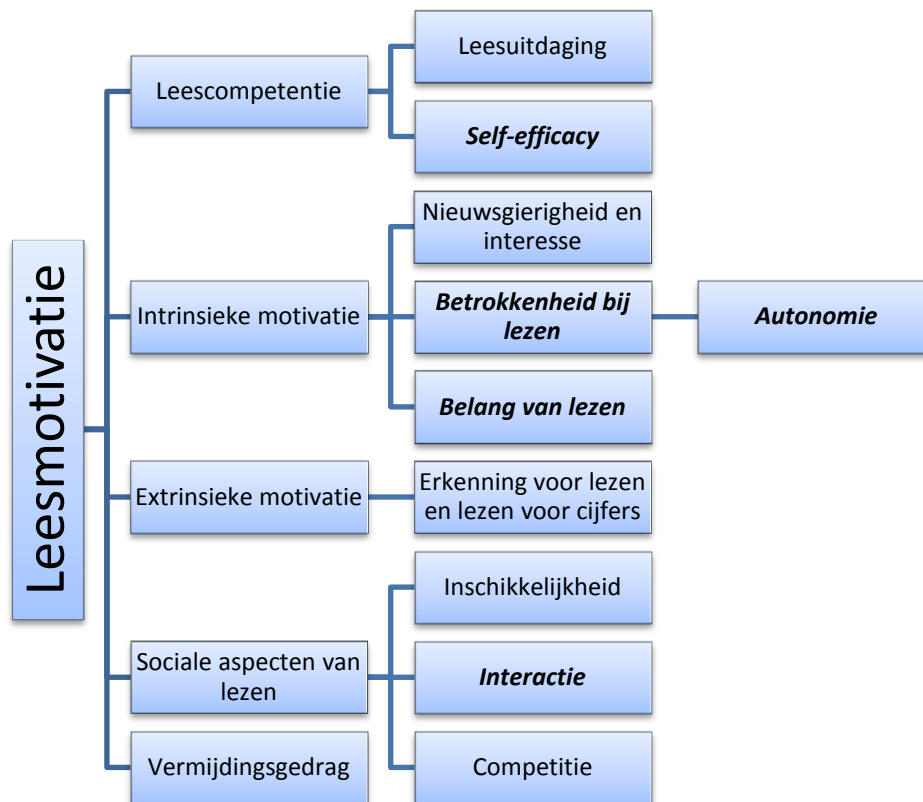 Leesmotivatie
Leescompetentie
Leesuitdaging
Self-efficacy
Intrinsieke motivatie
Nieuwsgierigheid en
interesse
Betrokkenheid bij
lezen
Autonomie
Belang van lezen
Extrinsieke motivatie
Erkenning voor lezen
en lezen voor cijfers
Sociale aspecten van
lezen
Inschikkelijkheid
Interactie
Competitie
Vermijdingsgedrag